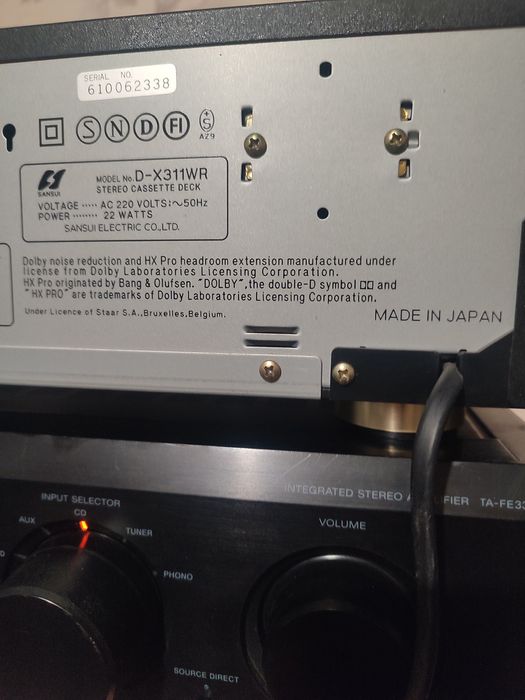 SERIAL NO.
610062338
S N D FI
S
AZ9
SANSUI
MODEL No. D-X311WR
STEREO CASSETTE DECK
VOLTAGE ····· AC 220 VOLTS:～50Hz
POWER ········ 22 WATTS
SANSUI ELECTRIC CO.,LTD.
Dolby noise reduction and HX Pro headroom extension manufactured under
license from Dolby Laboratories Licensing Corporation.
HX Pro originated by Bang & Olufsen. "DOLBY", the double-D symbol and
"HX PRO" are trademarks of Dolby Laboratories Licensing Corporation.
Under Licence of Staar S.A.,Bruxelles,Belgium.
MADE IN JAPAN
INTEGRATED STEREO A FIER TA-FE33
INPUT SELECTOR
CD
AUX
TUNER
PHONO
VOLUME
SOURCE DIRECT